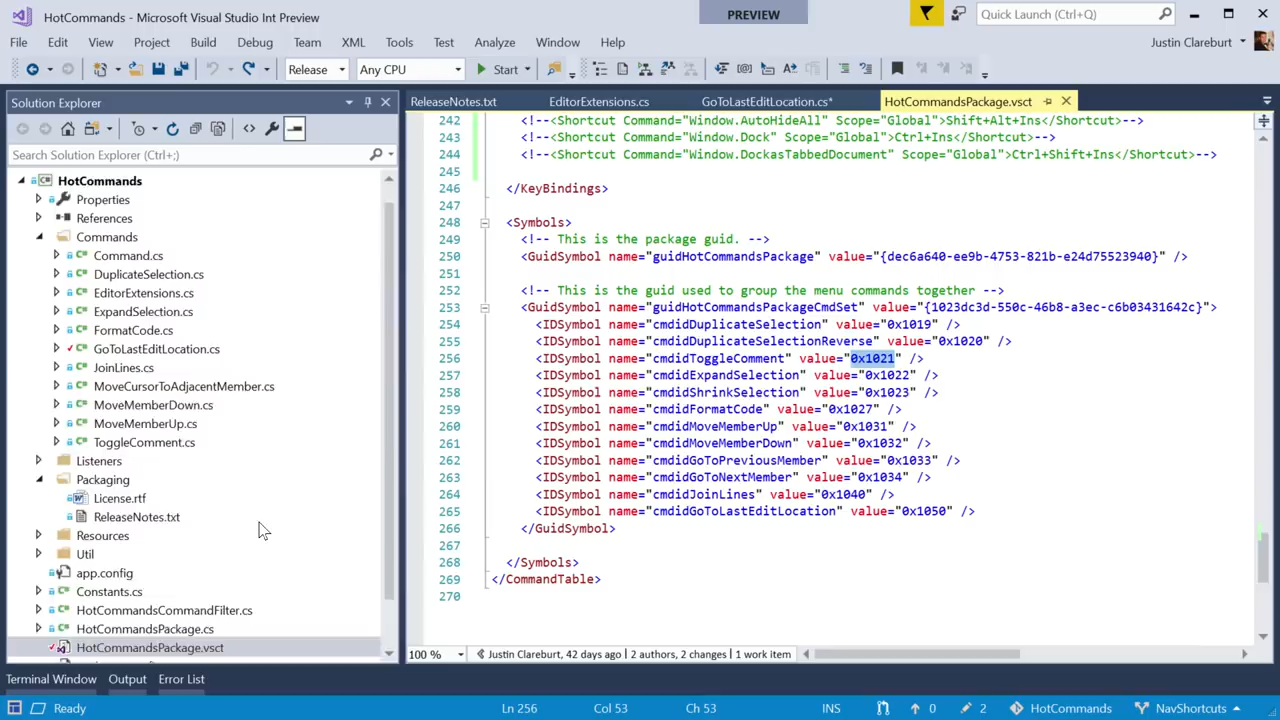 HotCommands - Microsoft Visual Studio Int Preview
PREVIEW
Quick Launch (Ctrl+Q)
File Edit View Project Build Debug Team XML Tools Test Analyze Window Help
Justin Clareburt
Release Any CPU Start
Solution Explorer
Search Solution Explorer (Ctrl+;)
HotCommands
Properties
References
Commands
Command.cs
DuplicateSelection.cs
EditorExtensions.cs
ExpandSelection.cs
FormatCode.cs
GoToLastEditLocation.cs
JoinLines.cs
MoveCursorToAdjacentMember.cs
MoveMemberDown.cs
MoveMemberUp.cs
ToggleComment.cs
Listeners
Packaging
License.rtf
ReleaseNotes.txt
Resources
Util
app.config
Constants.cs
HotCommandsCommandFilter.cs
HotCommandsPackage.cs
HotCommandsPackage.vsct
ReleaseNotes.txt EditorExtensions.cs GoToLastEditLocation.cs* HotCommandsPackage.vsct
242 <!--<Shortcut Command="Window.AutoHideAll" Scope="Global">Shift+Alt+Ins</Shortcut>-->
243 <!--<Shortcut Command="Window.Dock" Scope="Global">Ctrl+Ins</Shortcut>-->
244 <!--<Shortcut Command="Window.DockasTabbedDocument" Scope="Global">Ctrl+Shift+Ins</Shortcut>-->
245
246 </KeyBindings>
247
248 <Symbols>
249 <!-- This is the package guid. -->
250 <GuidSymbol name="guidHotCommandsPackage" value="{dec6a640-ee9b-4753-821b-e24d75523940}" />
251
252 <!-- This is the guid used to group the menu commands together -->
253 <GuidSymbol name="guidHotCommandsPackageCmdSet" value="{1023dc3d-550c-46b8-a3ec-c6b03431642c}">
254 <IDSymbol name="cmdidDuplicateSelection" value="0x1019" />
255 <IDSymbol name="cmdidDuplicateSelectionReverse" value="0x1020" />
256 <IDSymbol name="cmdidToggleComment" value="0x1021" />
257 <IDSymbol name="cmdidExpandSelection" value="0x1022" />
258 <IDSymbol name="cmdidShrinkSelection" value="0x1023" />
259 <IDSymbol name="cmdidFormatCode" value="0x1027" />
260 <IDSymbol name="cmdidMoveMemberUp" value="0x1031" />
261 <IDSymbol name="cmdidMoveMemberDown" value="0x1032" />
262 <IDSymbol name="cmdidGoToPreviousMember" value="0x1033" />
263 <IDSymbol name="cmdidGoToNextMember" value="0x1034" />
264 <IDSymbol name="cmdidJoinLines" value="0x1040" />
265 <IDSymbol name="cmdidGoToLastEditLocation" value="0x1050" />
266 </GuidSymbol>
267
268 </Symbols>
269 </CommandTable>
270
100 % Justin Clareburt, 42 days ago | 2 authors, 2 changes | 1 work item
Terminal Window Output Error List
Ready Ln 256 Col 53 Ch 53 INS 0 2 HotCommands NavShortcuts